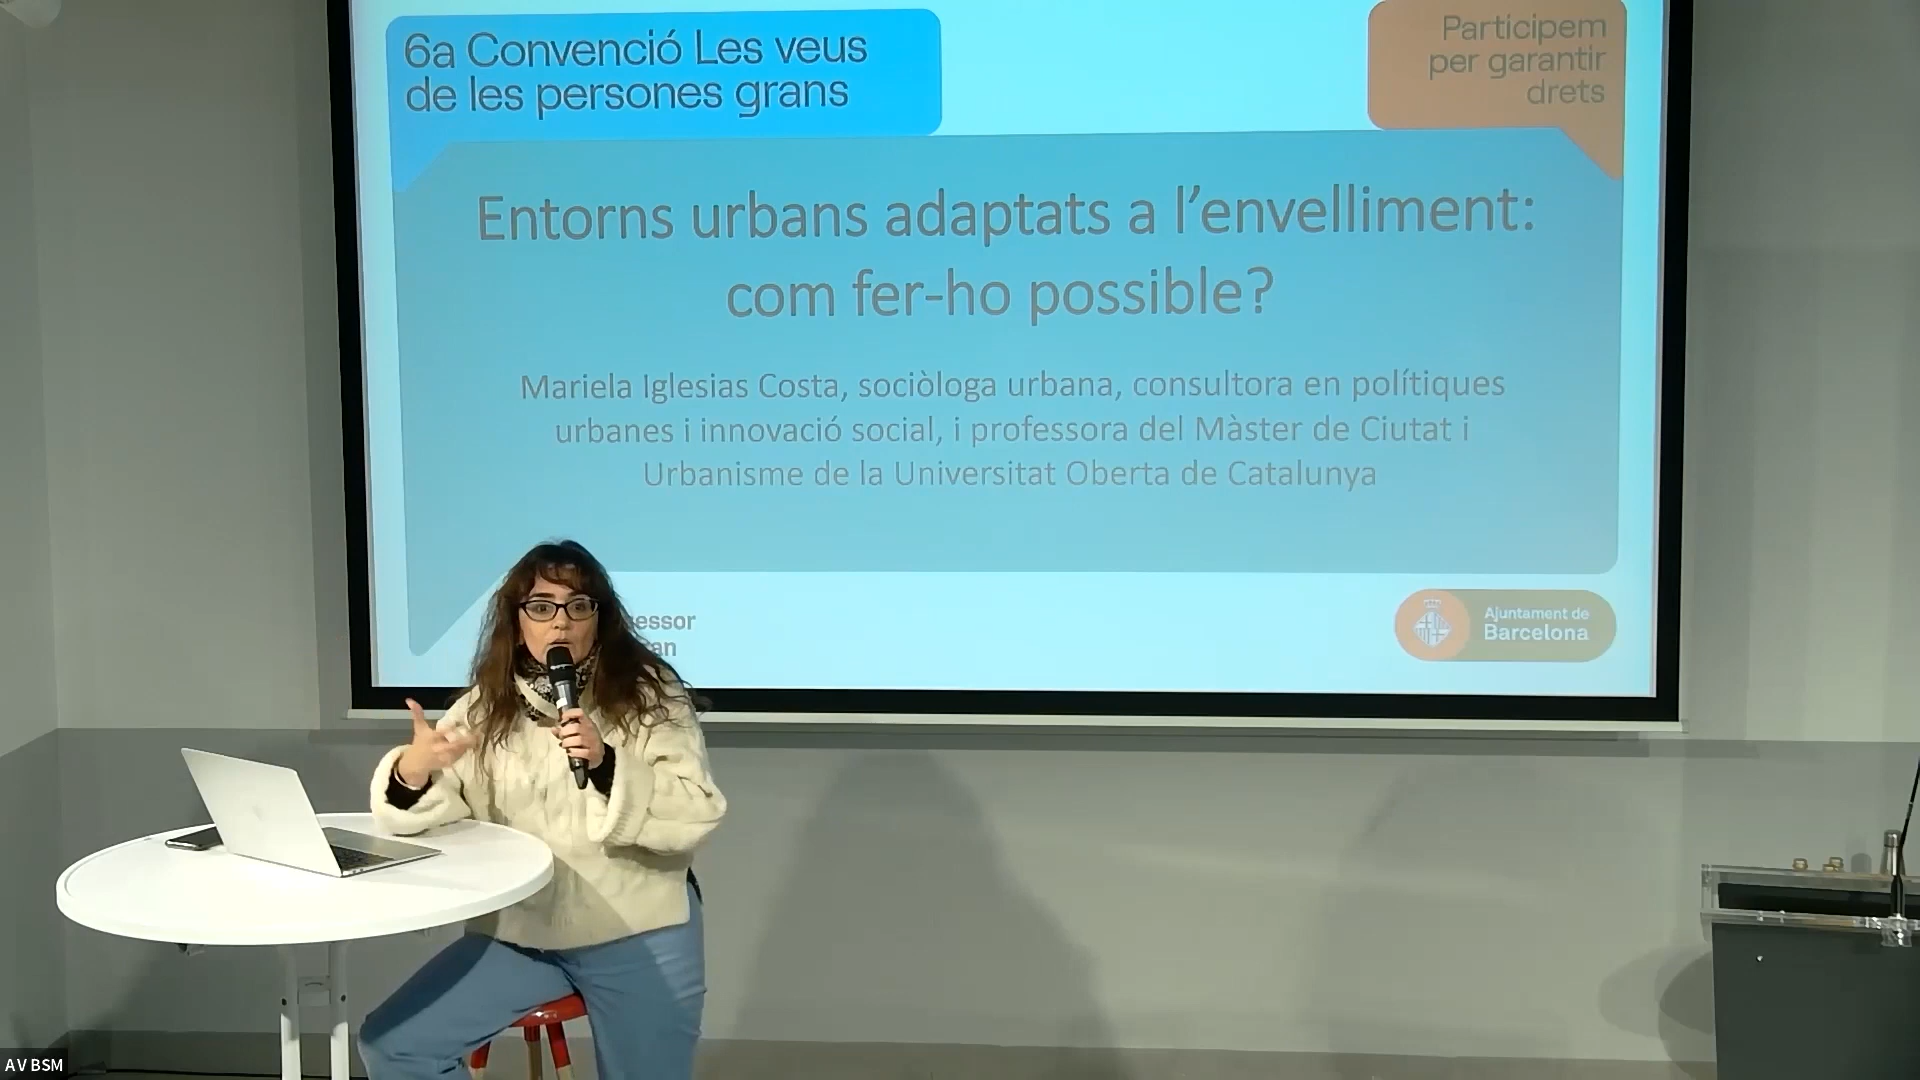 6a Convenció Les veus
de les persones grans
Participem
per garantir
drets
Entorns urbans adaptats a l’envelliment:
com fer-ho possible?
Mariela Iglesias Costa, sociòloga urbana, consultora en polítiques
urbanes i innovació social, i professora del Màster de Ciutat i
Urbanisme de la Universitat Oberta de Catalunya
Ajuntament de
Barcelona
AV BSM